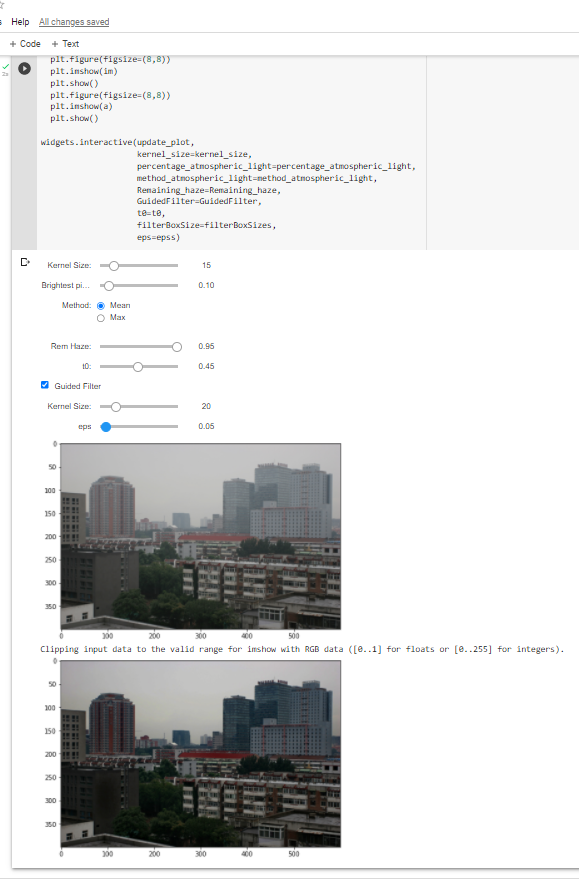 Help All changes saved
+ Code + Text
plt.figure(figsize=(8,8))
plt.imshow(im)
plt.show()
plt.figure(figsize=(8,8))
plt.imshow(a)
plt.show()
widgets.interactive(update_plot,
kernel_size=kernel_size,
percentage_atmospheric_light=percentage_atmospheric_light,
method_atmospheric_light=method_atmospheric_light,
Remaining_haze=Remaining_haze,
GuidedFilter=GuidedFilter,
t0=t0,
filterBoxSize=filterBoxSizes,
eps=epss)
Kernel Size: 15
Brightest pi... 0.10
Method: Mean
Max
Rem Haze: 0.95
t0: 0.45
Guided Filter
Kernel Size: 20
eps 0.05
0
50
100
150
200
250
300
350
0 100 200 300 400 500
Clipping input data to the valid range for imshow with RGB data ([0..1] for floats or [0..255] for integers).
0
50
100
150
200
250
300
350
0 100 200 300 400 500